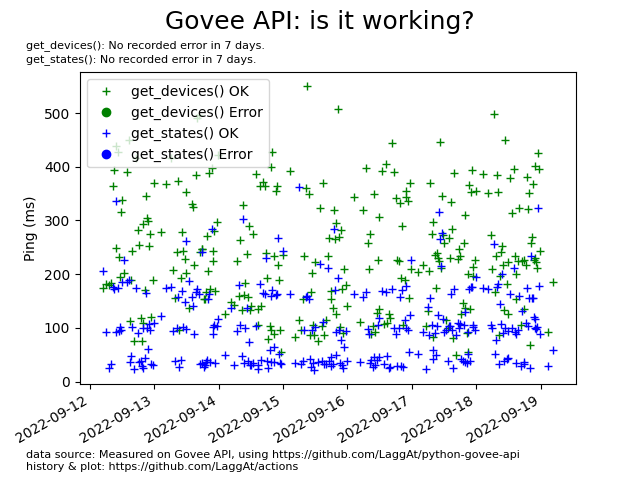 Govee API: is it working?
get_devices(): No recorded error in 7 days.
get_states(): No recorded error in 7 days.
get_devices() OK
get_devices() Error
get_states() OK
get_states() Error
Ping (ms)
500
400
300
200
100
0
2022-09-12
2022-09-13
2022-09-14
2022-09-15
2022-09-16
2022-09-17
2022-09-18
2022-09-19
data source: Measured on Govee API, using https://github.com/LaggAt/python-govee-api
history & plot: https://github.com/LaggAt/actions